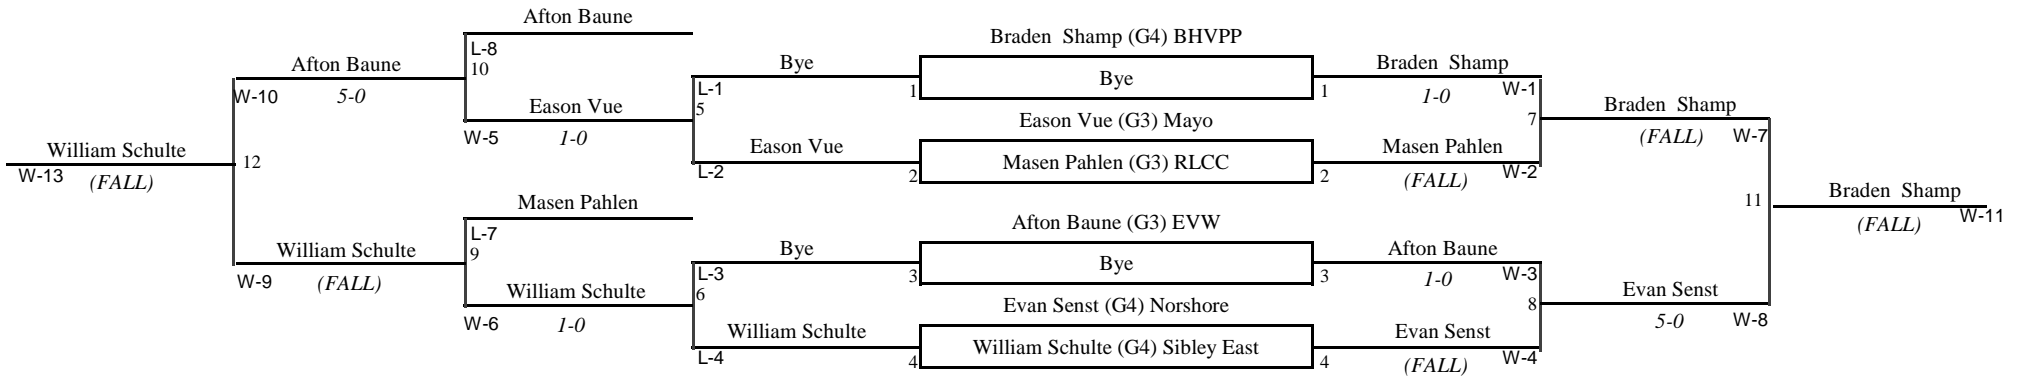 Afton Baune
Braden Shamp (G4) BHVPP
L-8
Afton Baune
10
Bye
Bye
Braden Shamp
W-10
5-0
L-1
1
1
1-0
W-1
Eason Vue
5
Braden Shamp
Eason Vue (G3) Mayo
7
W-5
1-0
(FALL)
W-7
William Schulte
12
Eason Vue
Masen Pahlen (G3) RLCC
Masen Pahlen
W-13
(FALL)
L-2
2
2
(FALL)
W-2
Masen Pahlen
11
Braden Shamp
Afton Baune (G3) EVW
(FALL)
W-11
L-7
William Schulte
9
Bye
Bye
Afton Baune
W-9
(FALL)
L-3
3
3
1-0
W-3
William Schulte
6
Evan Senst
Evan Senst (G4) Norshore
8
W-6
1-0
5-0
W-8
William Schulte
William Schulte (G4) Sibley East
Evan Senst
L-4
4
4
(FALL)
W-4